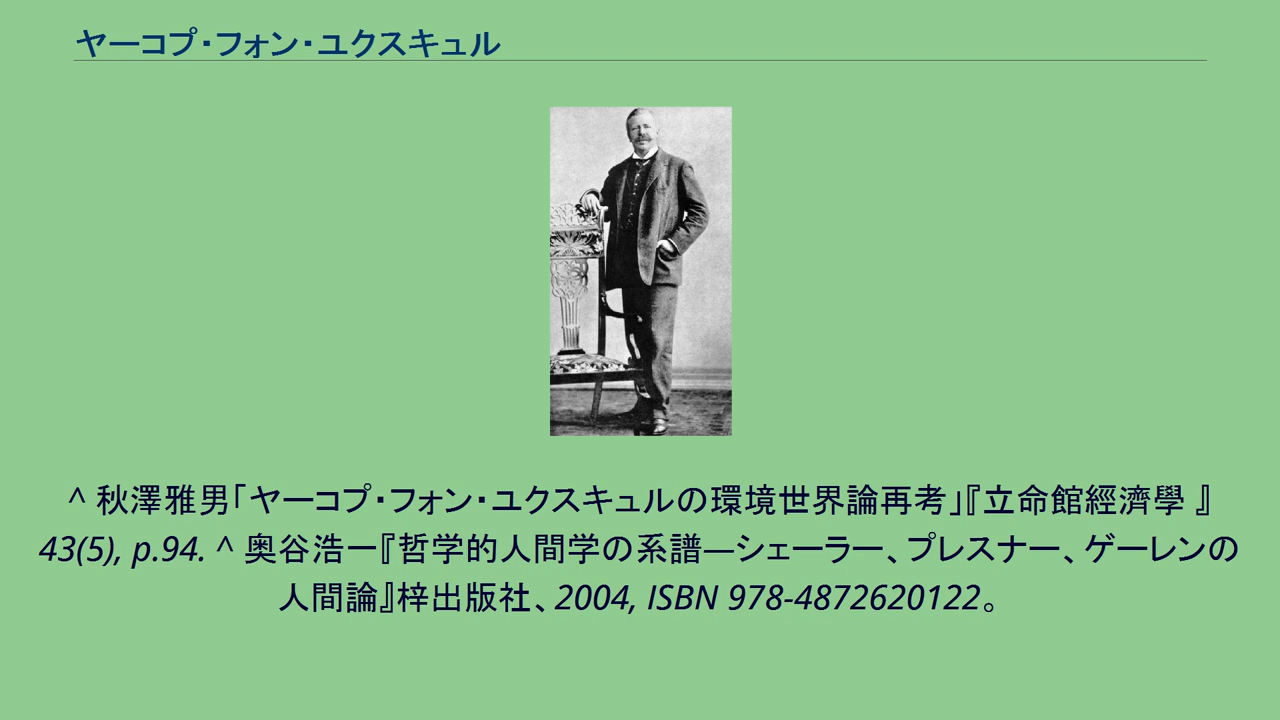 ヤーコプ・フォン・ユクスキュル
^ 秋澤雅男「ヤーコプ・フォン・ユクスキュルの環境世界論再考」『立命館經濟學 』
43(5), p.94. ^ 奥谷浩一『哲学的人間学の系譜―シェーラー、プレスナー、ゲーレンの
人間論』梓出版社、2004, ISBN 978-4872620122。